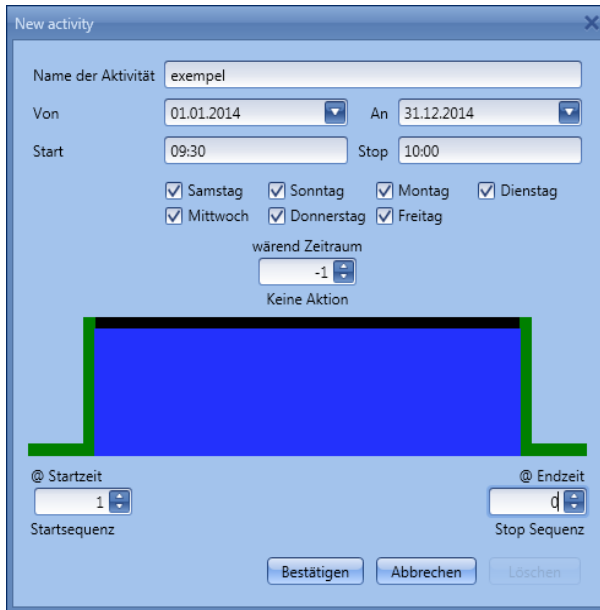 New activity
Name der Aktivität exempel
Von 01.01.2014 An 31.12.2014
Start 09:30 Stop 10:00
Samstag Sonntag Montag Dienstag
Mittwoch Donnerstag Freitag
wärend Zeitraum
-1
Keine Aktion
@ Startzeit @ Endzeit
1 0
Startsequenz Stop Sequenz
Bestätigen Abbrechen Löschen